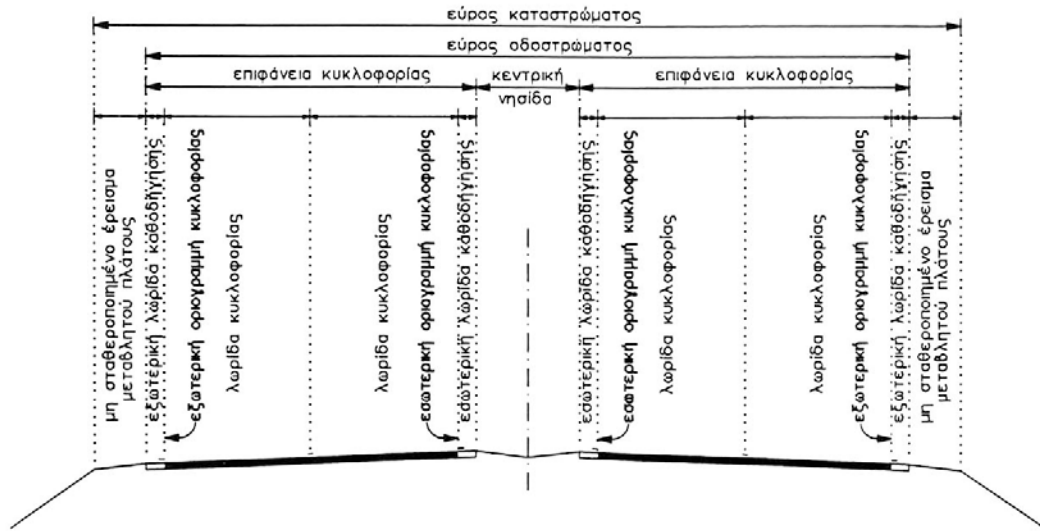 εύρος καταστρώματος
εύρος οδοστρώματος
επιφάνεια κυκλοφορίας
κεντρική
νησίδα
επιφάνεια κυκλοφορίας
μη σταθεροποιημένο έρεισμα
μεταβλητού πλάτους
εξωτερική λωρίδα καθοδήγησης
εξωτερική οριογραμμή κυκλοφορίας
λωρίδα κυκλοφορίας
λωρίδα κυκλοφορίας
εσωτερική οριογραμμή κυκλοφορίας
εσωτερική λωρίδα καθοδήγησης
εσωτερική λωρίδα καθοδήγησης
εσωτερική οριογραμμή κυκλοφορίας
λωρίδα κυκλοφορίας
λωρίδα κυκλοφορίας
εξωτερική οριογραμμή κυκλοφορίας
εξωτερική λωρίδα καθοδήγησης
μη σταθεροποιημένο έρεισμα
μεταβλητού πλάτους